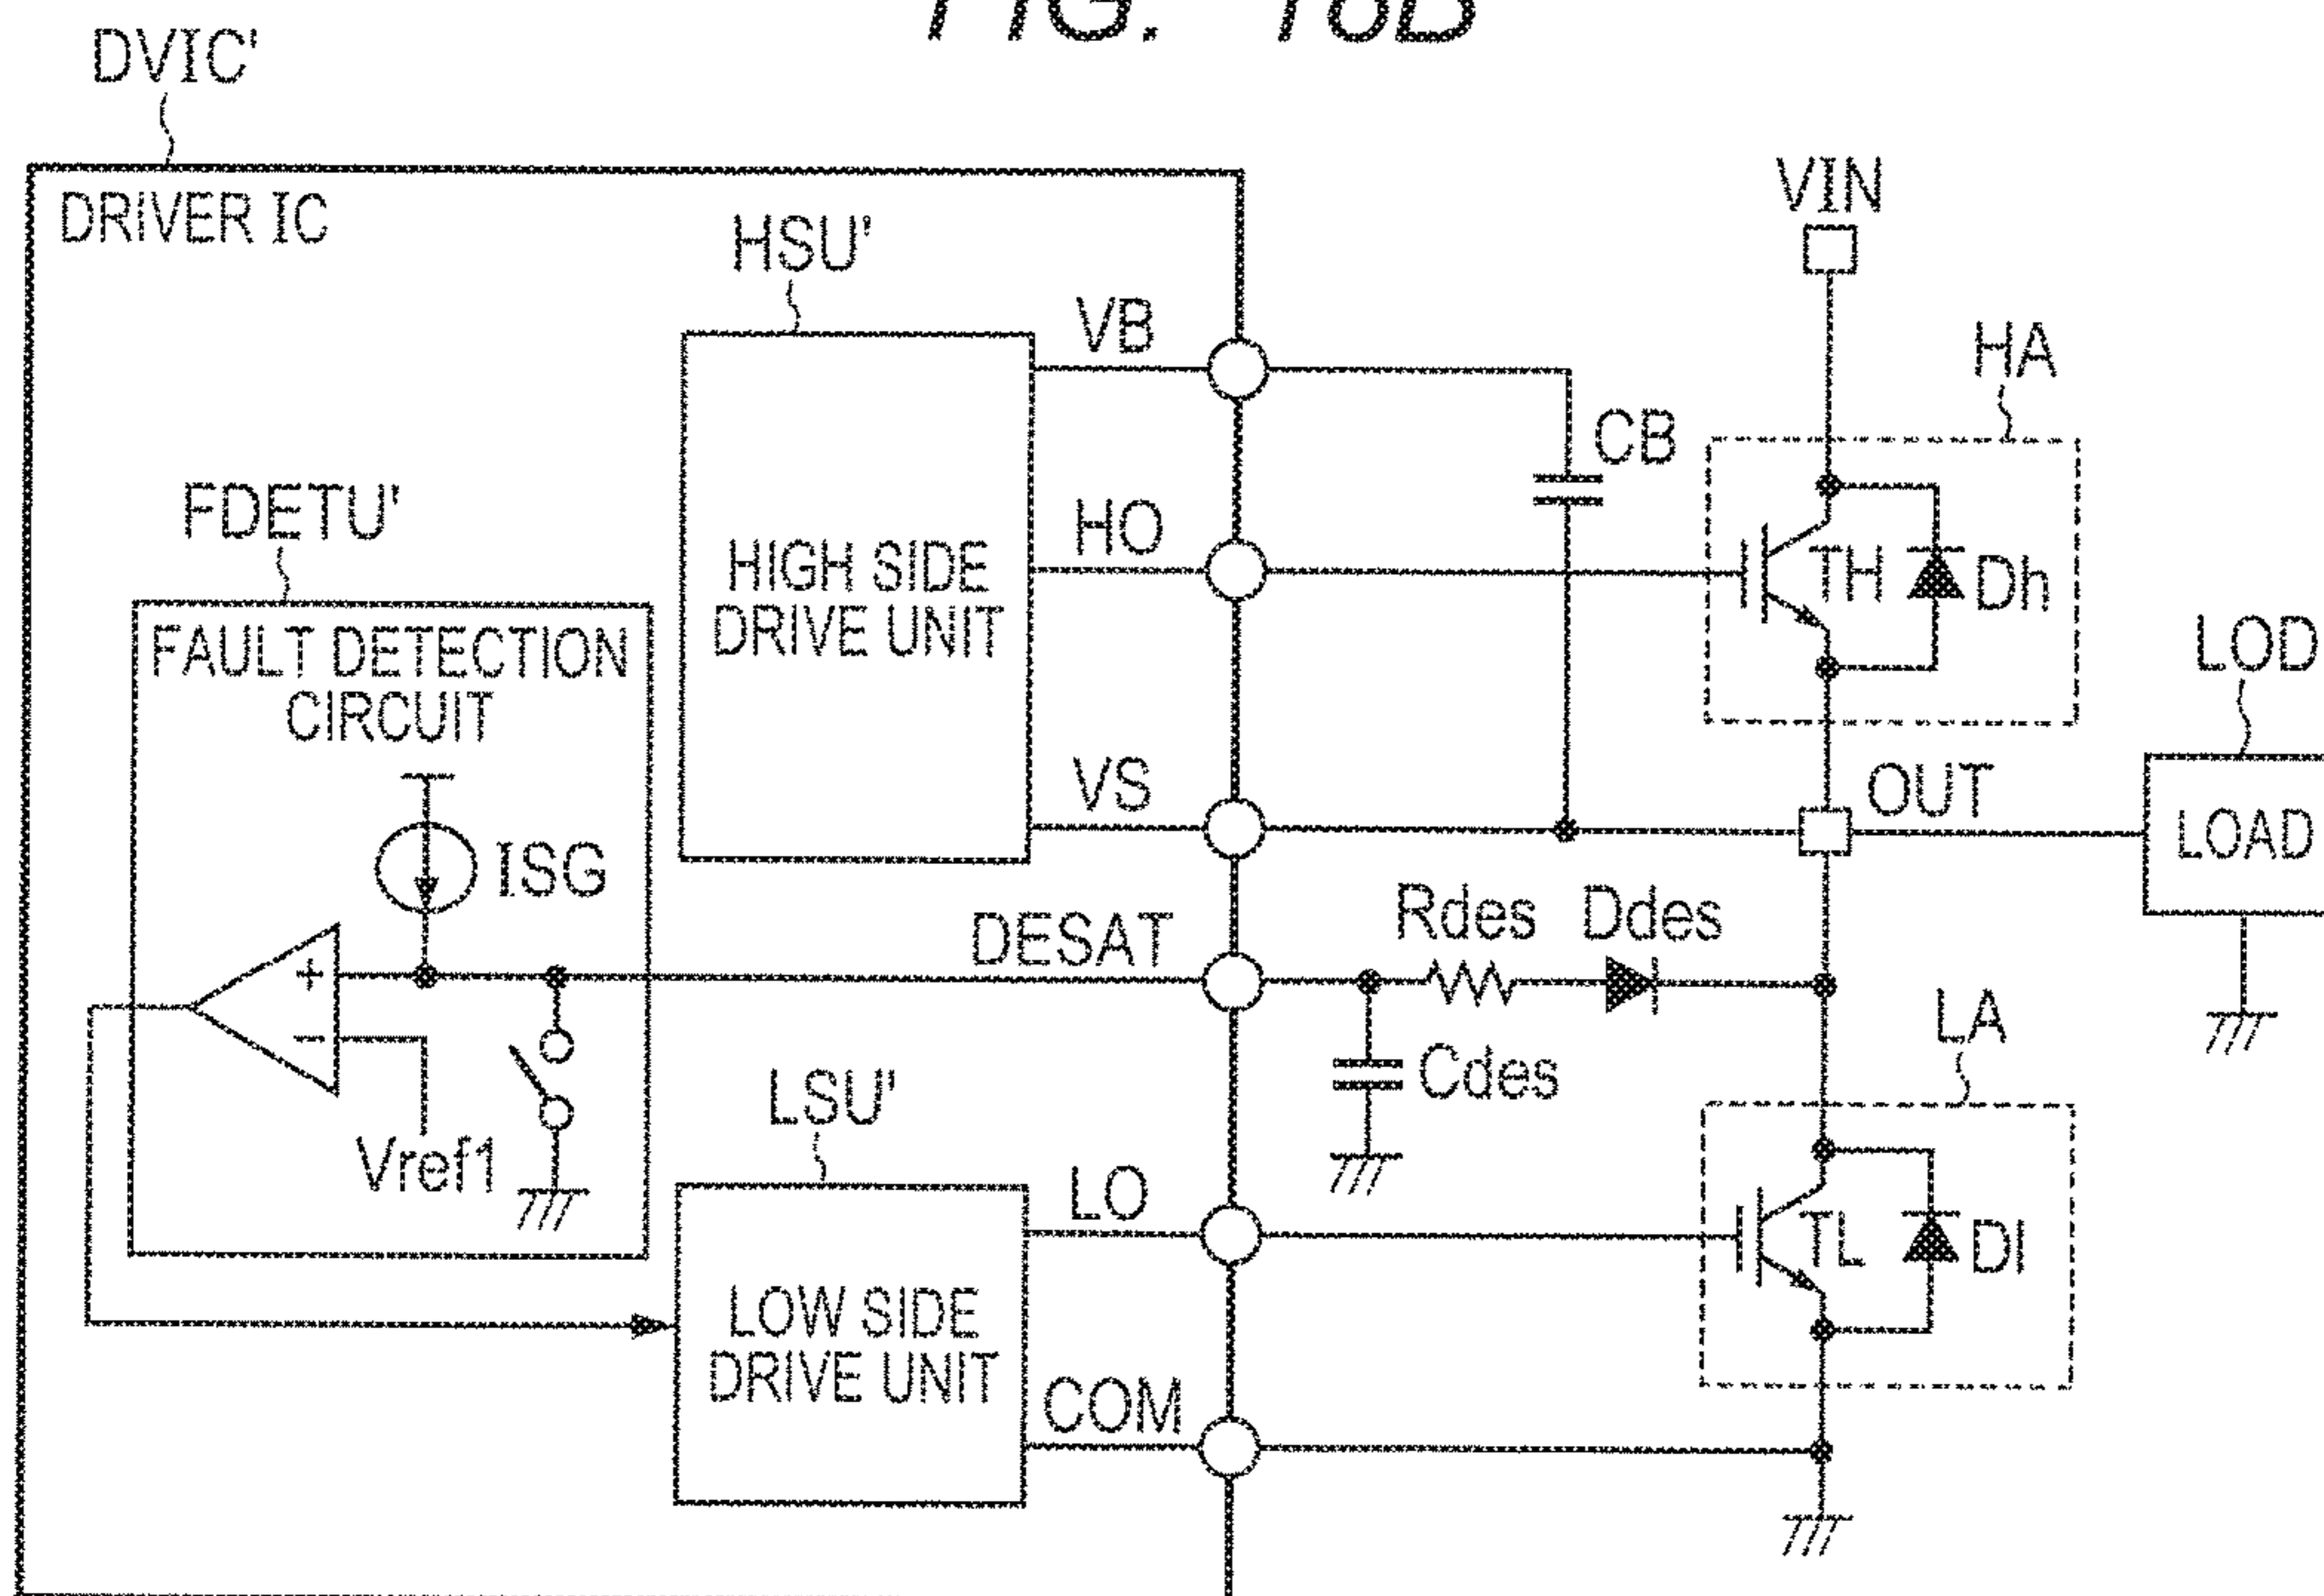 FIG.
DVIC'
DRIVER IC
VIN
HSU'
VB
HA
CB
FDETU'
HO
HIGH SIDE
DRIVE UNIT
TH
Dh
FAULT DETECTION
CIRCUIT
LOD
VS
OUT
LOAD
ISG
DESAT
Rdes
Ddes
+
−
LA
Cdes
LSU'
Vref1
LO
TL
Dl
LOW SIDE
DRIVE UNIT
COM